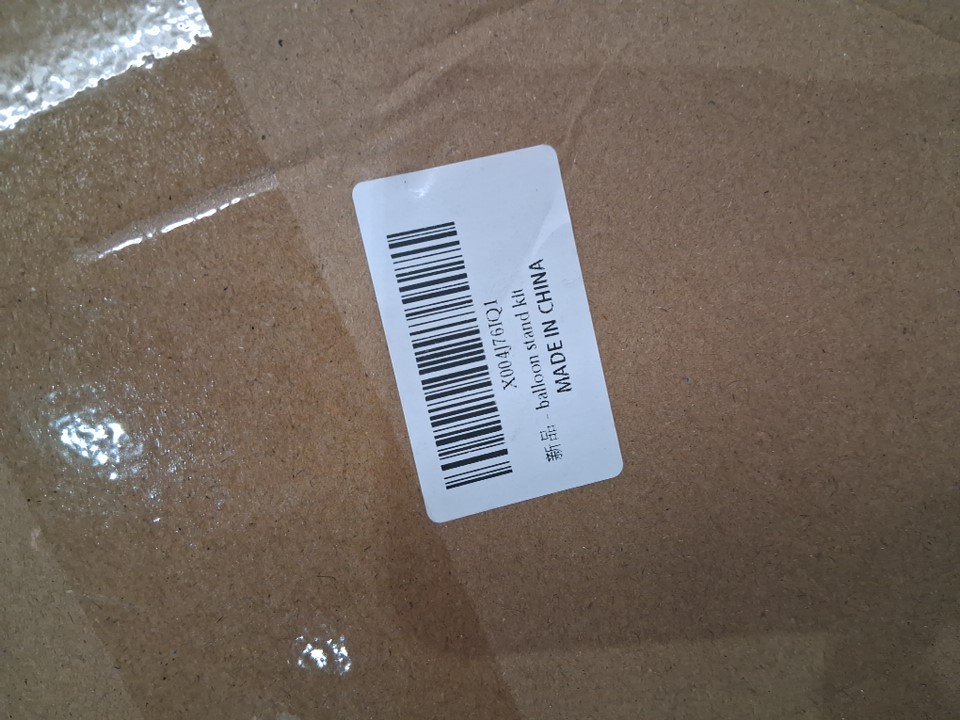 X004J76IQ1
新品 - balloon stand kit
MADE IN CHINA